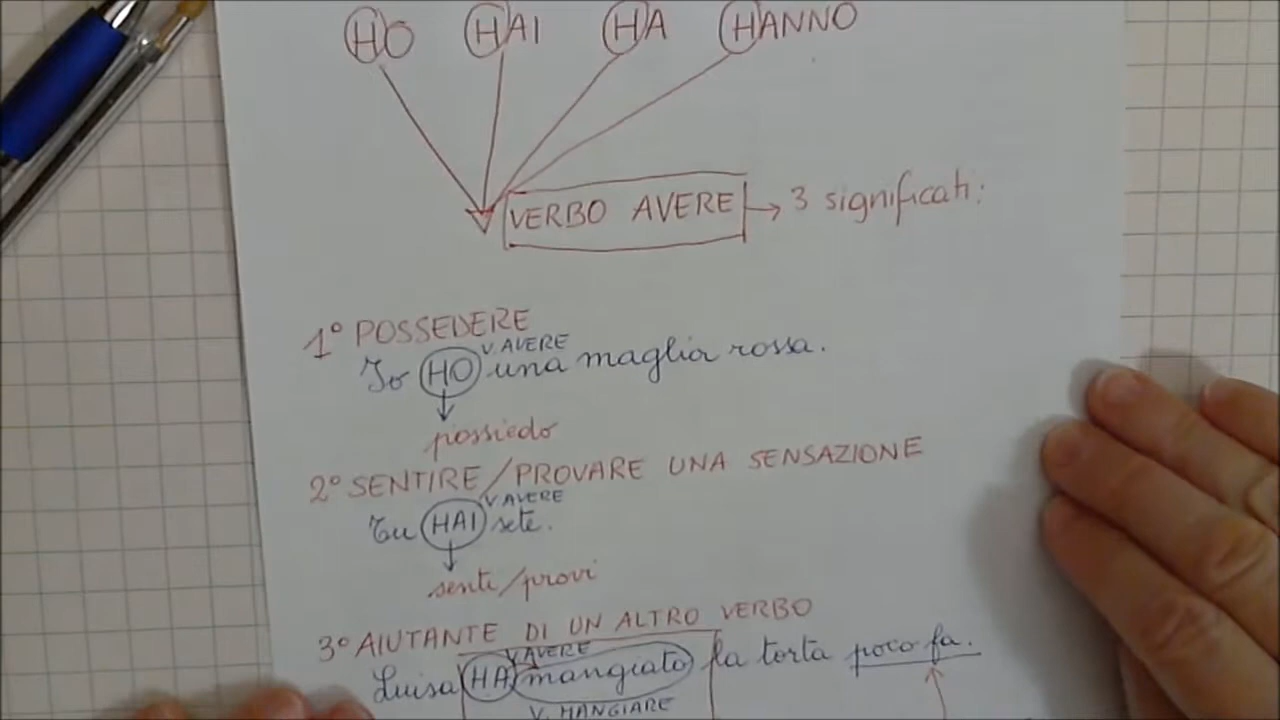 HO HAI HA HANNO
VERBO AVERE → 3 significati:
1° POSSEDERE
V. AVERE
Io HO una maglia rossa.
possiedo
2° SENTIRE/PROVARE UNA SENSAZIONE
V AVERE
Tu HAI sete.
senti/provi
3° AIUTANTE DI UN ALTRO VERBO
V AVERE
Luisa HA mangiato la torta poco fa.
V. MANGIARE